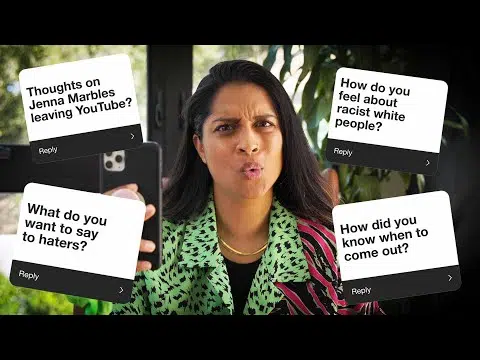 Thoughts on
Jenna Marbles
leaving YouTube?
Reply
How do you
feel about
racist white
people?
Reply
What do you
want to say
to haters?
Reply
How did you
know when to
come out?
Reply